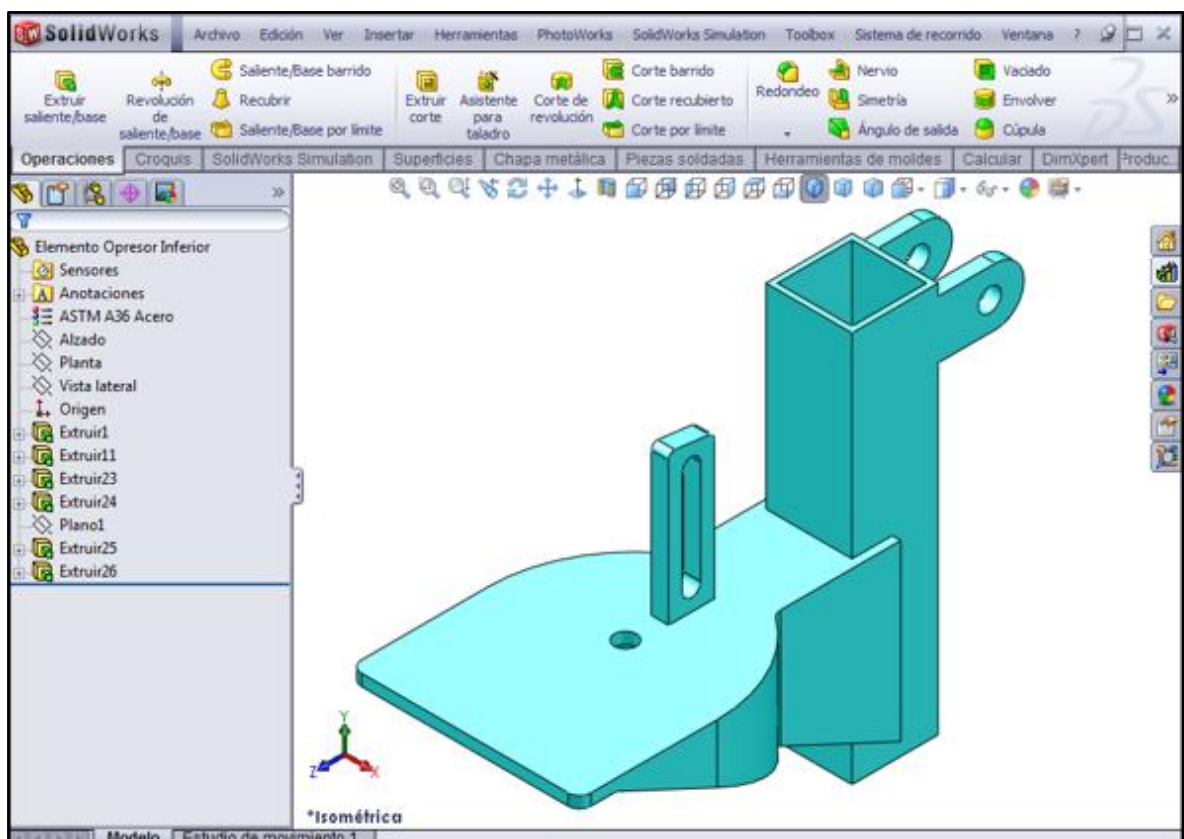 SolidWorks Archivo Edición Ver Insertar Herramientas PhotoWorks SolidWorks Simulation Toolbox Sistema de recorrido Ventana ?
Extruir saliente/base
Revolución de saliente/base
Saliente/Base barrido
Recubrir
Saliente/Base por límite
Extruir corte
Asistente para taladro
Corte de revolución
Corte barrido
Corte recubierto
Corte por límite
Redondeo
Nervio
Simetría
Ángulo de salida
Vaciado
Envolver
Cúpula
Operaciones Croquis SolidWorks Simulation Superficies Chapa metálica Piezas soldadas Herramientas de moldes Calcular DimXpert Produc...
Elemento Opresor Inferior
Sensores
Anotaciones
ASTM A36 Acero
Alzado
Planta
Vista lateral
Origen
Extruir1
Extruir11
Extruir23
Extruir24
Plano1
Extruir25
Extruir26
Y
Z
X
*Isométrica
Modelo Estudio de movimiento 1